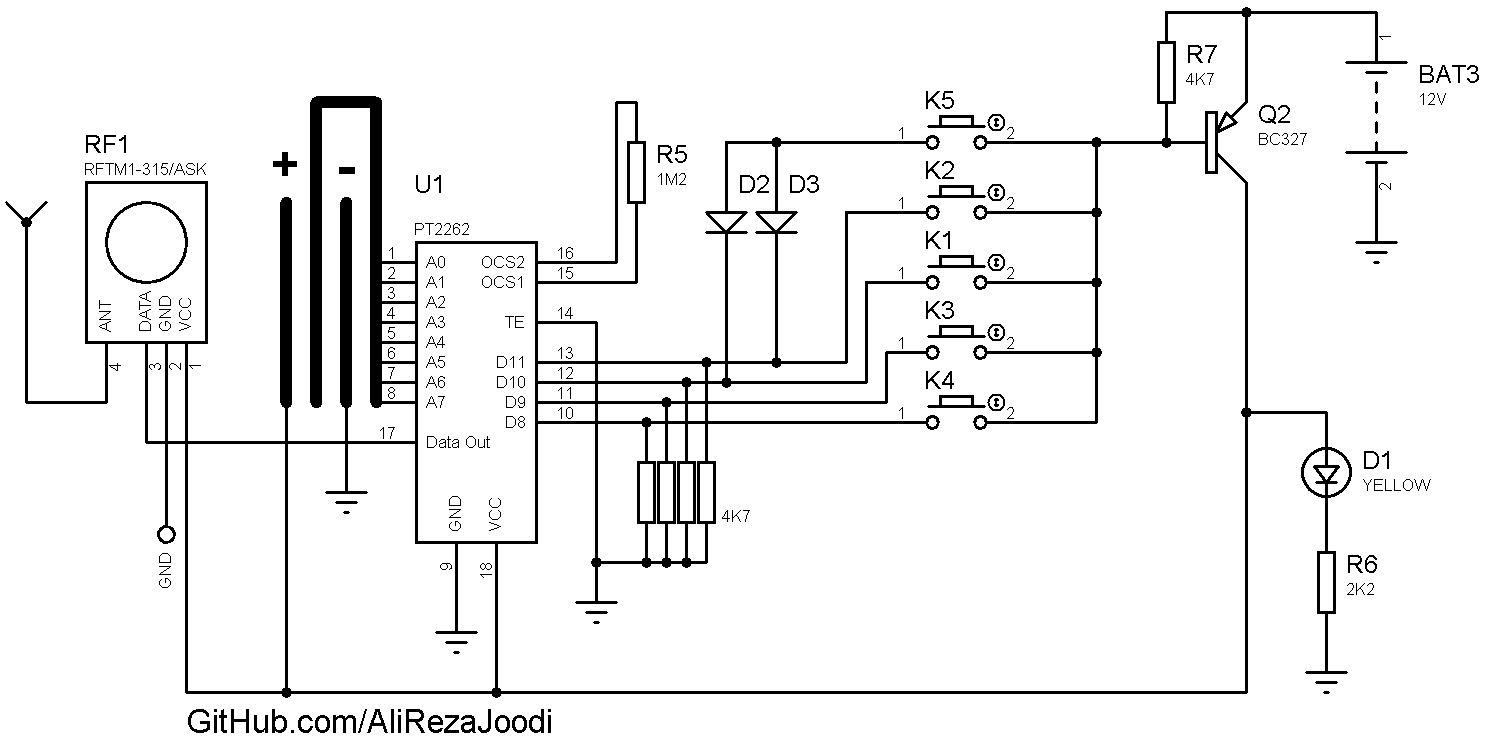 RF1
RFTM1-315/ASK
ANT
DATA
GND
VCC
4
3
2
1
GND
+
-
U1
PT2262
1
2
3
4
5
6
7
8
17
A0
A1
A2
A3
A4
A5
A6
A7
Data Out
OCS2
OCS1
TE
D11
D10
D9
D8
16
15
14
13
12
11
10
GND
VCC
9
18
R5
1M2
D2
D3
4K7
K5
1
2
K2
1
2
K1
1
2
K3
1
2
K4
1
2
R7
4K7
Q2
BC327
BAT3
12V
1
2
D1
YELLOW
R6
2K2
GitHub.com/AliRezaJoodi